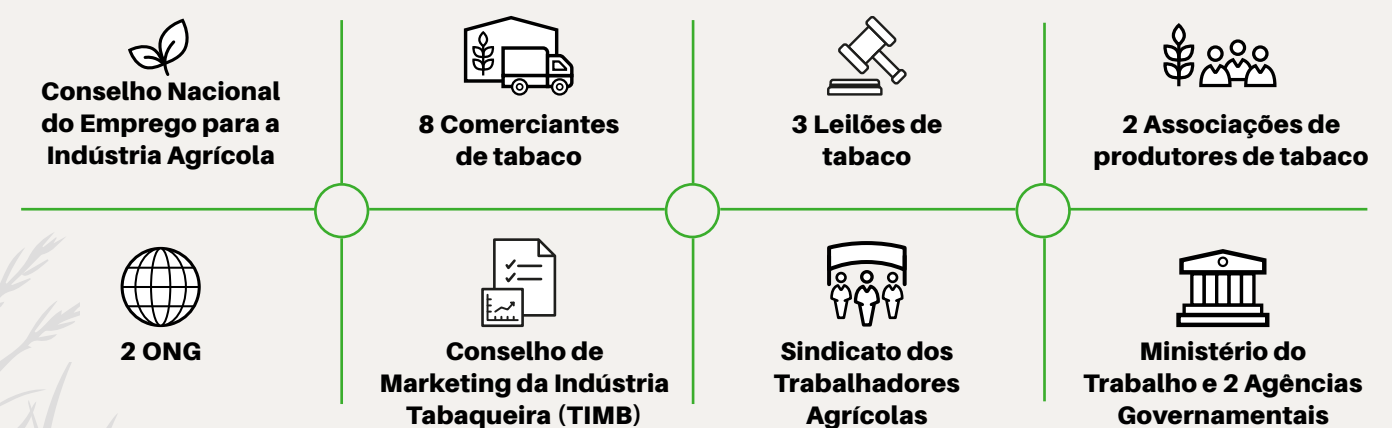 Conselho Nacional
do Emprego para a
Indústria Agrícola
8 Comerciantes
de tabaco
3 Leilões de
tabaco
2 Associações de
produtores de tabaco
2 ONG
Conselho de
Marketing da Indústria
Tabaqueira (TIMB)
Sindicato dos
Trabalhadores
Agrícolas
Ministério do
Trabalho e 2 Agências
Governamentais